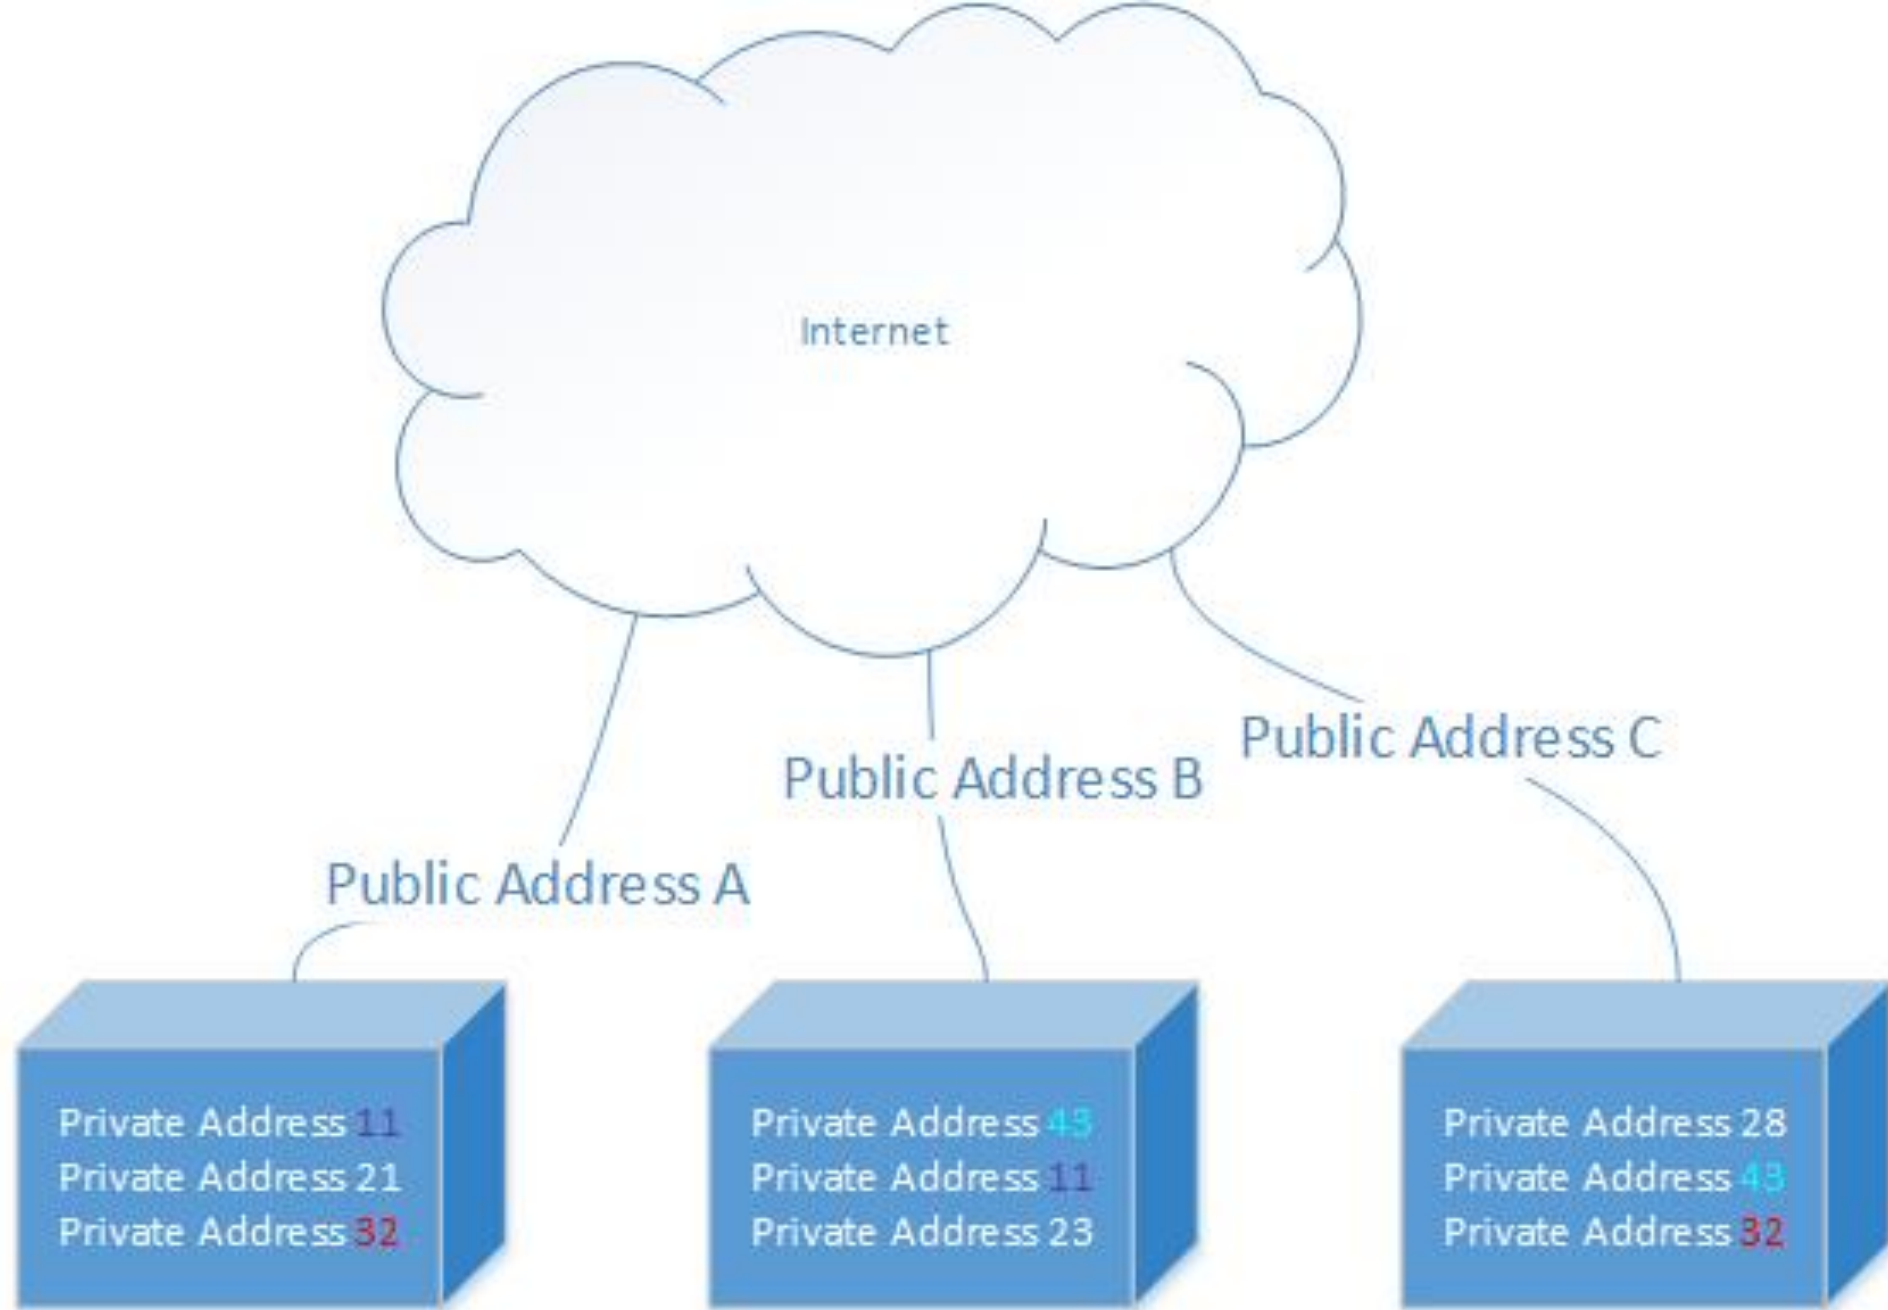 Internet
Public Address A
Public Address B
Public Address C
Private Address 11
Private Address 21
Private Address 32
Private Address 43
Private Address 11
Private Address 23
Private Address 28
Private Address 43
Private Address 32